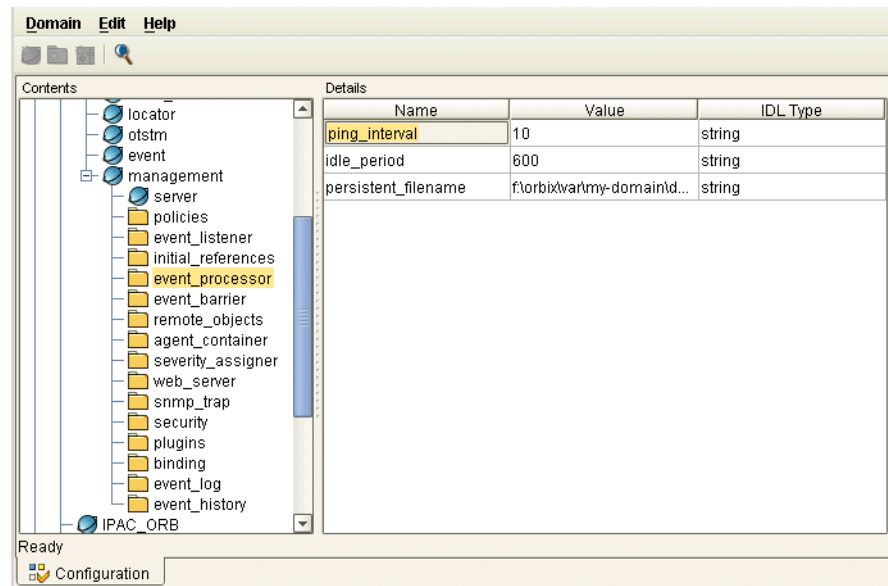 Domain Edit Help
Contents
locator
otstm
event
management
server
policies
event_listener
initial_references
event_processor
event_barrier
remote_objects
agent_container
severity_assigner
web_server
snmp_trap
security
plugins
binding
event_log
event_history
IPAC_ORB
Details
Name Value IDL Type
ping_interval 10 string
idle_period 600 string
persistent_filename f:\orbix\var\my-domain\d... string
Ready
Configuration